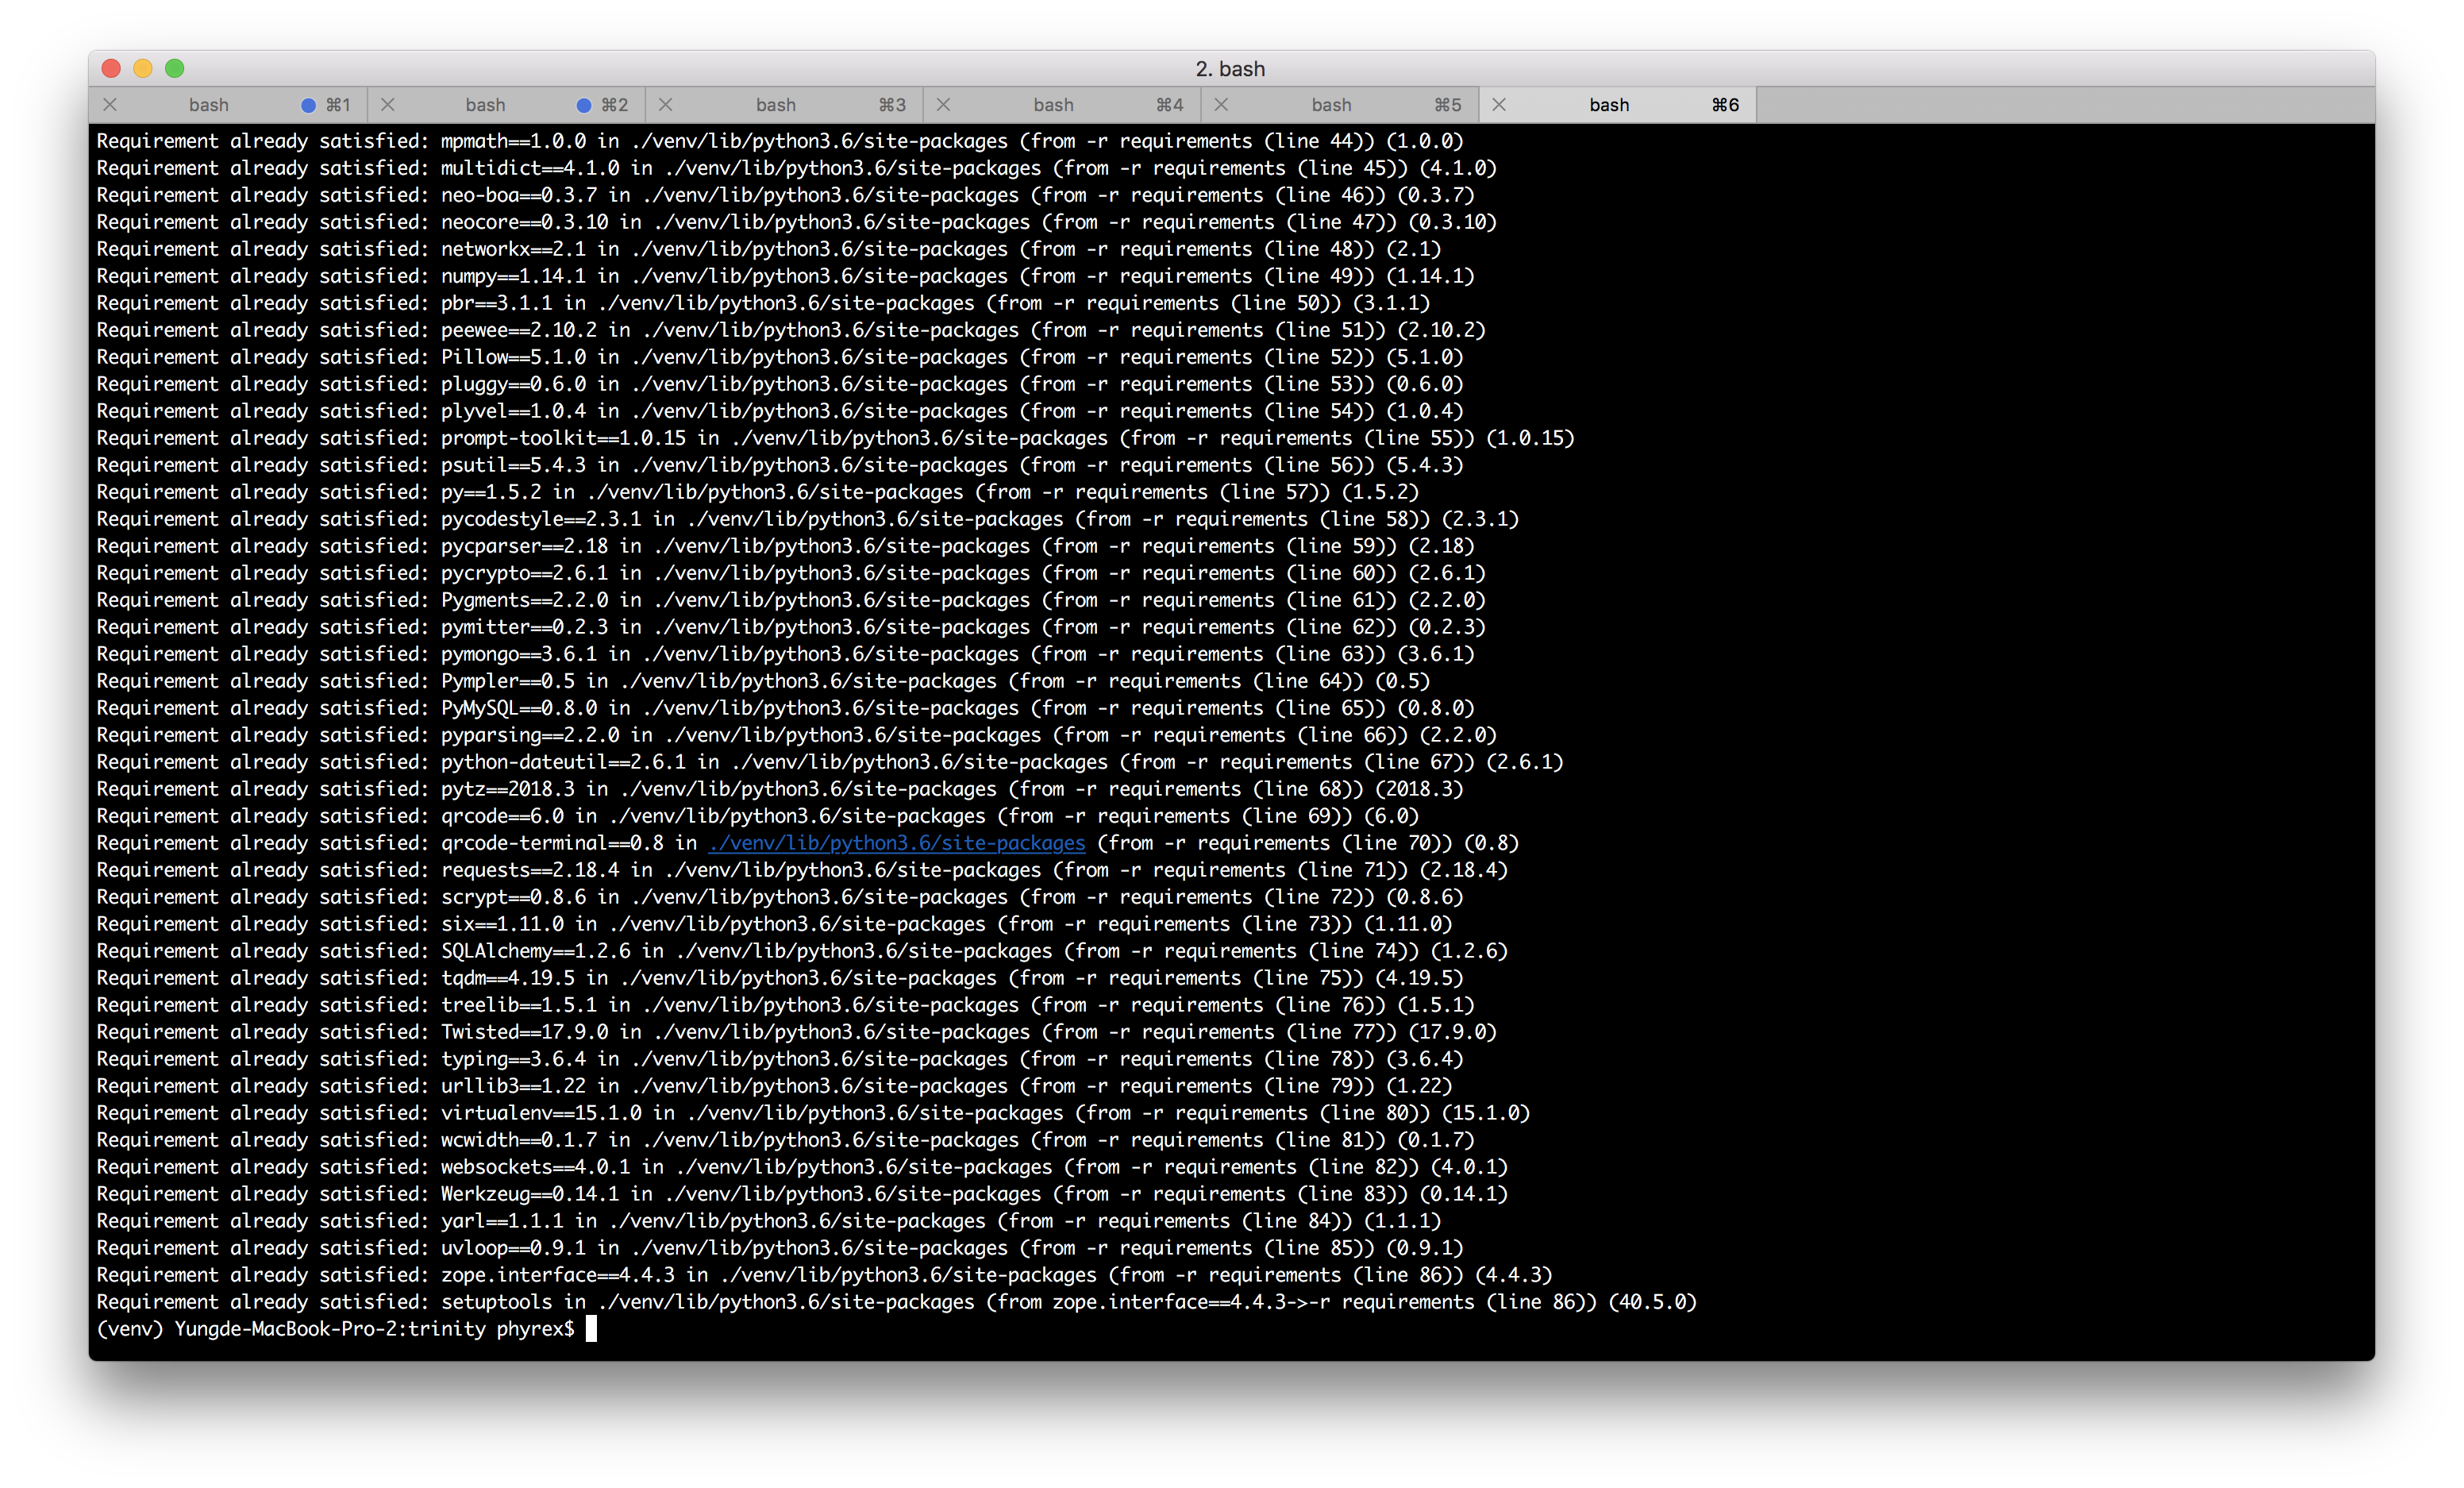 2. bash
bash ⌘1 bash ⌘2 bash ⌘3 bash ⌘4 bash ⌘5 bash ⌘6
Requirement already satisfied: mpmath==1.0.0 in ./venv/lib/python3.6/site-packages (from -r requirements (line 44)) (1.0.0)
Requirement already satisfied: multidict==4.1.0 in ./venv/lib/python3.6/site-packages (from -r requirements (line 45)) (4.1.0)
Requirement already satisfied: neo-boa==0.3.7 in ./venv/lib/python3.6/site-packages (from -r requirements (line 46)) (0.3.7)
Requirement already satisfied: neocore==0.3.10 in ./venv/lib/python3.6/site-packages (from -r requirements (line 47)) (0.3.10)
Requirement already satisfied: networkx==2.1 in ./venv/lib/python3.6/site-packages (from -r requirements (line 48)) (2.1)
Requirement already satisfied: numpy==1.14.1 in ./venv/lib/python3.6/site-packages (from -r requirements (line 49)) (1.14.1)
Requirement already satisfied: pbr==3.1.1 in ./venv/lib/python3.6/site-packages (from -r requirements (line 50)) (3.1.1)
Requirement already satisfied: peewee==2.10.2 in ./venv/lib/python3.6/site-packages (from -r requirements (line 51)) (2.10.2)
Requirement already satisfied: Pillow==5.1.0 in ./venv/lib/python3.6/site-packages (from -r requirements (line 52)) (5.1.0)
Requirement already satisfied: pluggy==0.6.0 in ./venv/lib/python3.6/site-packages (from -r requirements (line 53)) (0.6.0)
Requirement already satisfied: plyvel==1.0.4 in ./venv/lib/python3.6/site-packages (from -r requirements (line 54)) (1.0.4)
Requirement already satisfied: prompt-toolkit==1.0.15 in ./venv/lib/python3.6/site-packages (from -r requirements (line 55)) (1.0.15)
Requirement already satisfied: psutil==5.4.3 in ./venv/lib/python3.6/site-packages (from -r requirements (line 56)) (5.4.3)
Requirement already satisfied: py==1.5.2 in ./venv/lib/python3.6/site-packages (from -r requirements (line 57)) (1.5.2)
Requirement already satisfied: pycodestyle==2.3.1 in ./venv/lib/python3.6/site-packages (from -r requirements (line 58)) (2.3.1)
Requirement already satisfied: pycparser==2.18 in ./venv/lib/python3.6/site-packages (from -r requirements (line 59)) (2.18)
Requirement already satisfied: pycrypto==2.6.1 in ./venv/lib/python3.6/site-packages (from -r requirements (line 60)) (2.6.1)
Requirement already satisfied: Pygments==2.2.0 in ./venv/lib/python3.6/site-packages (from -r requirements (line 61)) (2.2.0)
Requirement already satisfied: pymitter==0.2.3 in ./venv/lib/python3.6/site-packages (from -r requirements (line 62)) (0.2.3)
Requirement already satisfied: pymongo==3.6.1 in ./venv/lib/python3.6/site-packages (from -r requirements (line 63)) (3.6.1)
Requirement already satisfied: Pympler==0.5 in ./venv/lib/python3.6/site-packages (from -r requirements (line 64)) (0.5)
Requirement already satisfied: PyMySQL==0.8.0 in ./venv/lib/python3.6/site-packages (from -r requirements (line 65)) (0.8.0)
Requirement already satisfied: pyparsing==2.2.0 in ./venv/lib/python3.6/site-packages (from -r requirements (line 66)) (2.2.0)
Requirement already satisfied: python-dateutil==2.6.1 in ./venv/lib/python3.6/site-packages (from -r requirements (line 67)) (2.6.1)
Requirement already satisfied: pytz==2018.3 in ./venv/lib/python3.6/site-packages (from -r requirements (line 68)) (2018.3)
Requirement already satisfied: qrcode==6.0 in ./venv/lib/python3.6/site-packages (from -r requirements (line 69)) (6.0)
Requirement already satisfied: qrcode-terminal==0.8 in ./venv/lib/python3.6/site-packages (from -r requirements (line 70)) (0.8)
Requirement already satisfied: requests==2.18.4 in ./venv/lib/python3.6/site-packages (from -r requirements (line 71)) (2.18.4)
Requirement already satisfied: scrypt==0.8.6 in ./venv/lib/python3.6/site-packages (from -r requirements (line 72)) (0.8.6)
Requirement already satisfied: six==1.11.0 in ./venv/lib/python3.6/site-packages (from -r requirements (line 73)) (1.11.0)
Requirement already satisfied: SQLAlchemy==1.2.6 in ./venv/lib/python3.6/site-packages (from -r requirements (line 74)) (1.2.6)
Requirement already satisfied: tqdm==4.19.5 in ./venv/lib/python3.6/site-packages (from -r requirements (line 75)) (4.19.5)
Requirement already satisfied: treelib==1.5.1 in ./venv/lib/python3.6/site-packages (from -r requirements (line 76)) (1.5.1)
Requirement already satisfied: Twisted==17.9.0 in ./venv/lib/python3.6/site-packages (from -r requirements (line 77)) (17.9.0)
Requirement already satisfied: typing==3.6.4 in ./venv/lib/python3.6/site-packages (from -r requirements (line 78)) (3.6.4)
Requirement already satisfied: urllib3==1.22 in ./venv/lib/python3.6/site-packages (from -r requirements (line 79)) (1.22)
Requirement already satisfied: virtualenv==15.1.0 in ./venv/lib/python3.6/site-packages (from -r requirements (line 80)) (15.1.0)
Requirement already satisfied: wcwidth==0.1.7 in ./venv/lib/python3.6/site-packages (from -r requirements (line 81)) (0.1.7)
Requirement already satisfied: websockets==4.0.1 in ./venv/lib/python3.6/site-packages (from -r requirements (line 82)) (4.0.1)
Requirement already satisfied: Werkzeug==0.14.1 in ./venv/lib/python3.6/site-packages (from -r requirements (line 83)) (0.14.1)
Requirement already satisfied: yarl==1.1.1 in ./venv/lib/python3.6/site-packages (from -r requirements (line 84)) (1.1.1)
Requirement already satisfied: uvloop==0.9.1 in ./venv/lib/python3.6/site-packages (from -r requirements (line 85)) (0.9.1)
Requirement already satisfied: zope.interface==4.4.3 in ./venv/lib/python3.6/site-packages (from -r requirements (line 86)) (4.4.3)
Requirement already satisfied: setuptools in ./venv/lib/python3.6/site-packages (from zope.interface==4.4.3->-r requirements (line 86)) (40.5.0)
(venv) Yungde-MacBook-Pro-2:trinity phyrex$